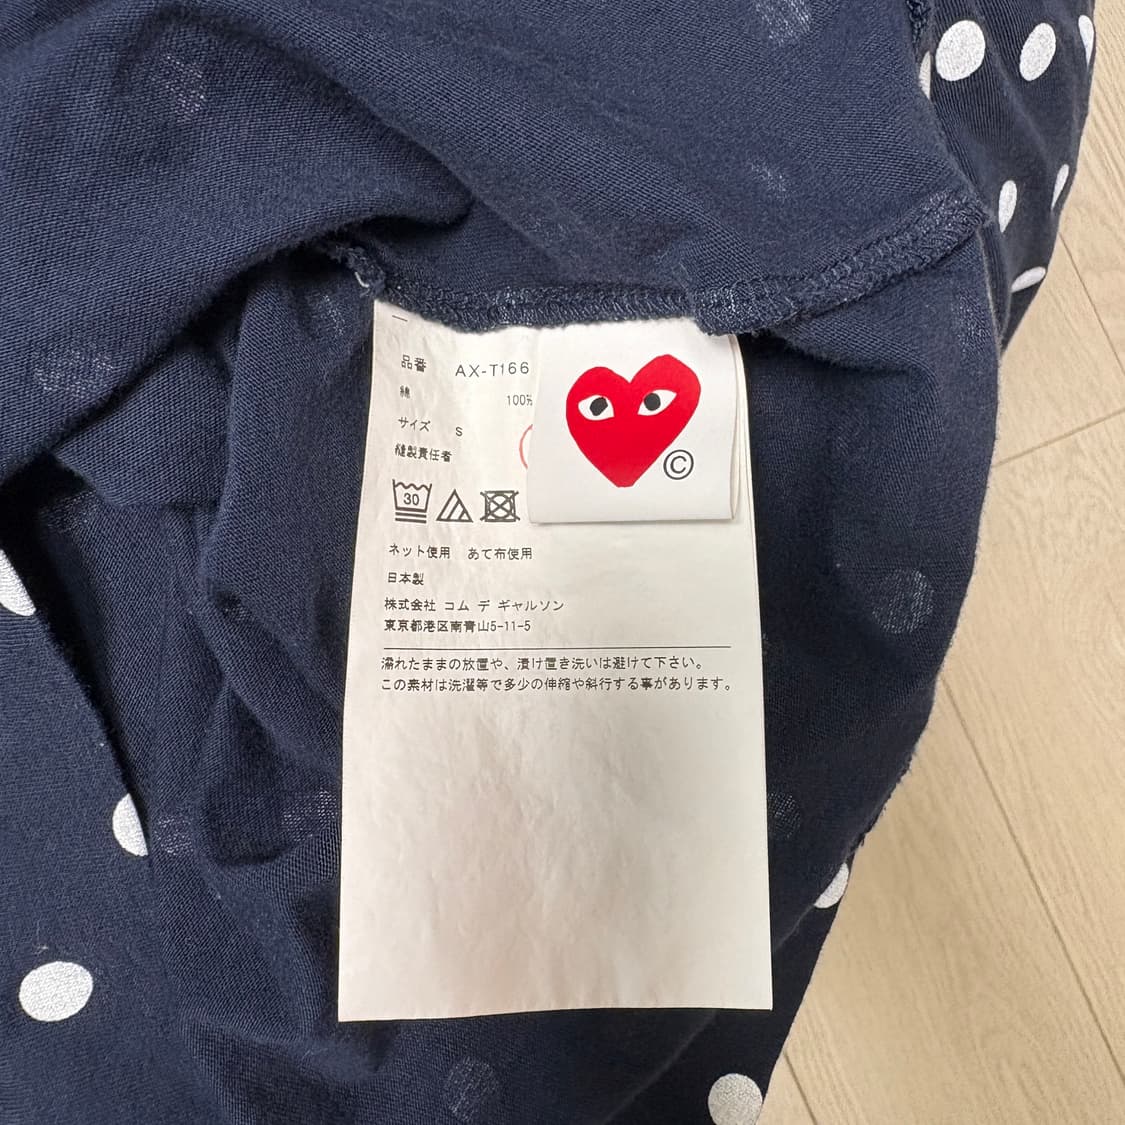 品番 AX-T166
綿 100%
サイズ S
縫製責任者
30
©
ネット使用 あて布使用
日本製
株式会社 コム デ ギャルソン
東京都港区南青山5-11-5
濡れたままの放置や、漬け置き洗いは避けて下さい。
この素材は洗濯等で多少の伸縮や斜行する事があります。